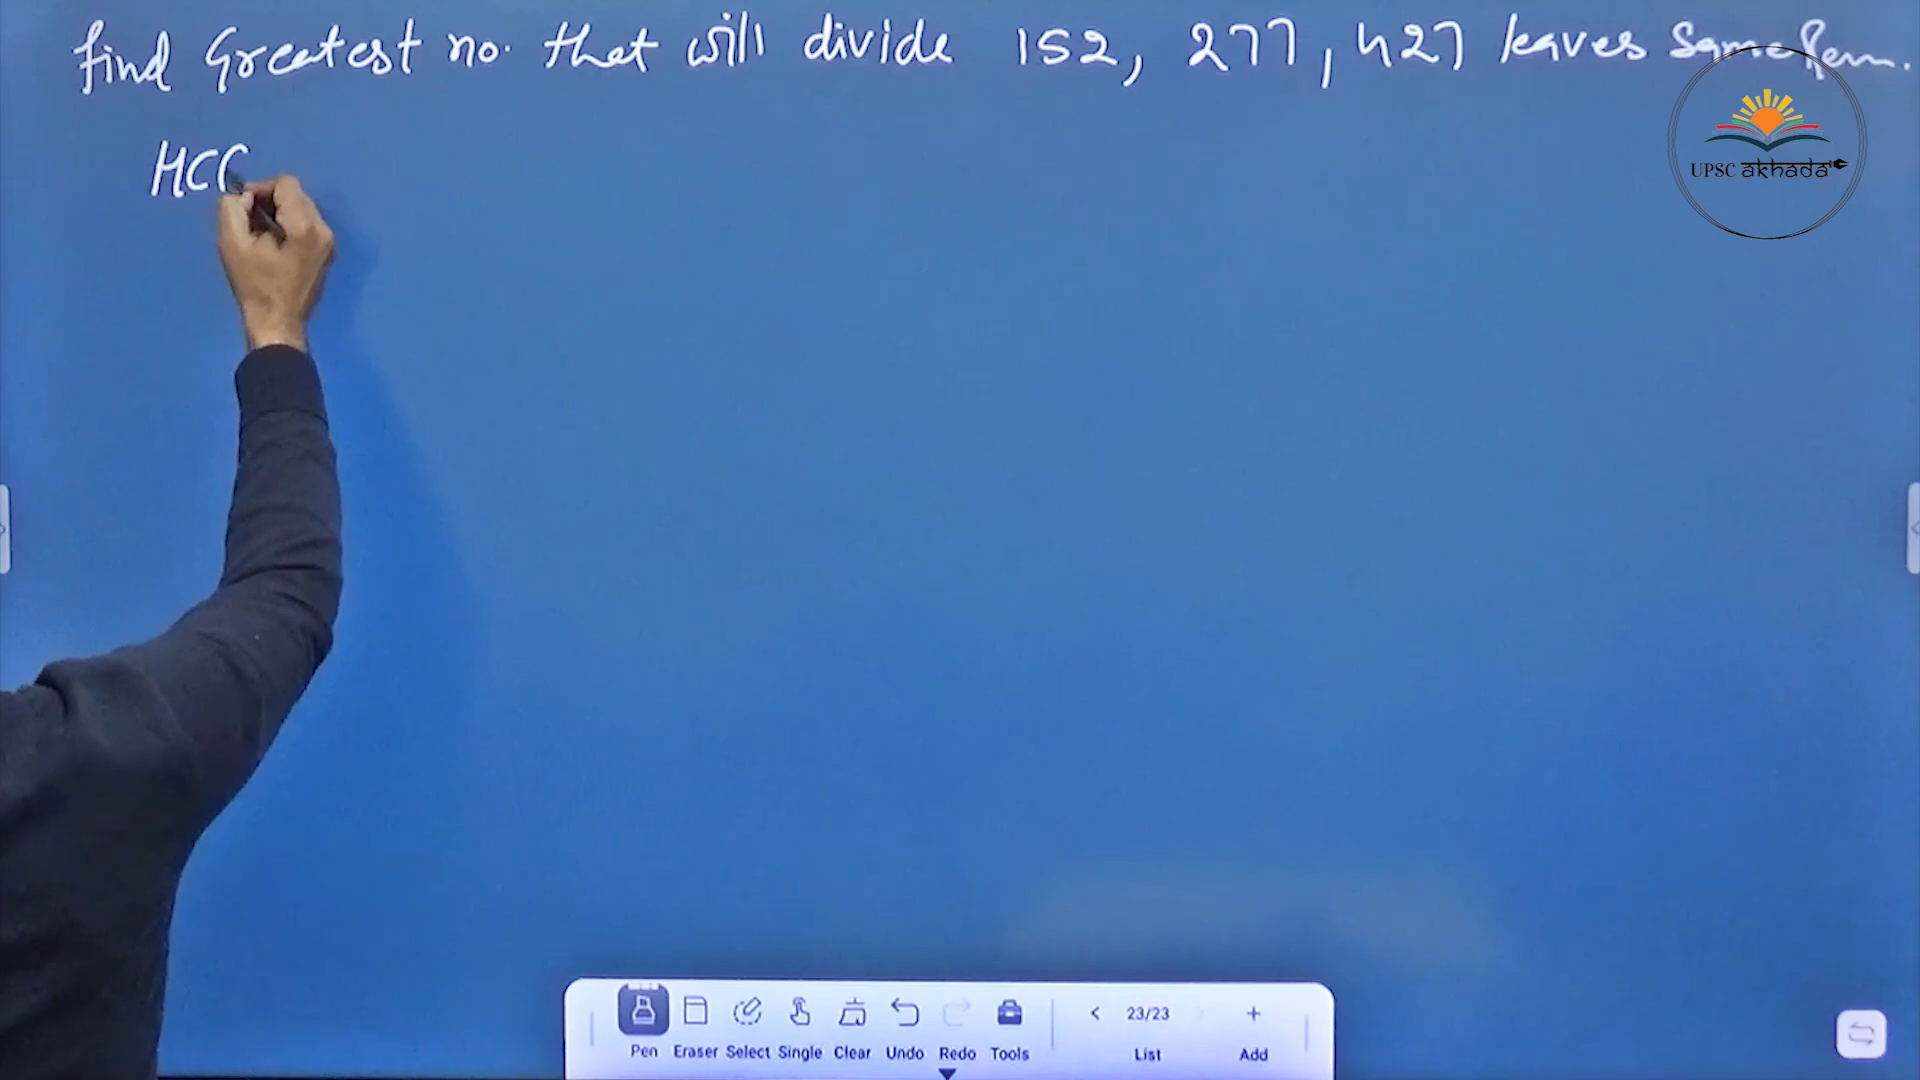 find Greatest no. that will divide 152, 277, 427 leaves same Rem.
UPSC akhada
HCC
Pen Eraser Select Single Clear Undo Redo Tools
< 23/23 > +
List Add